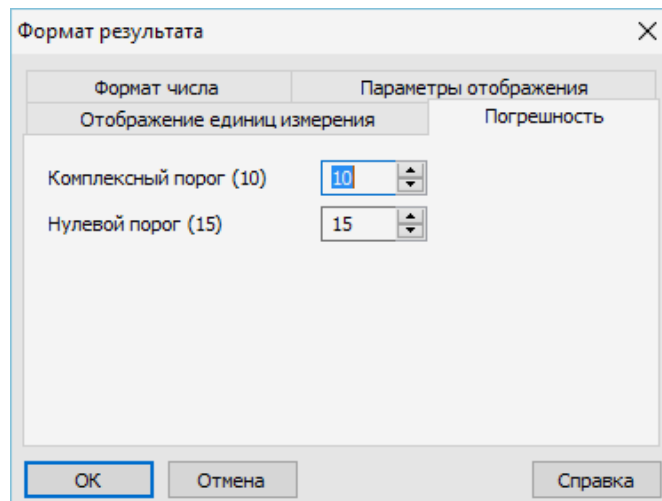 Формат результата
Формат числа Параметры отображения
Отображение единиц измерения Погрешность
Комплексный порог (10) 10
Нулевой порог (15) 15
OK Отмена Справка